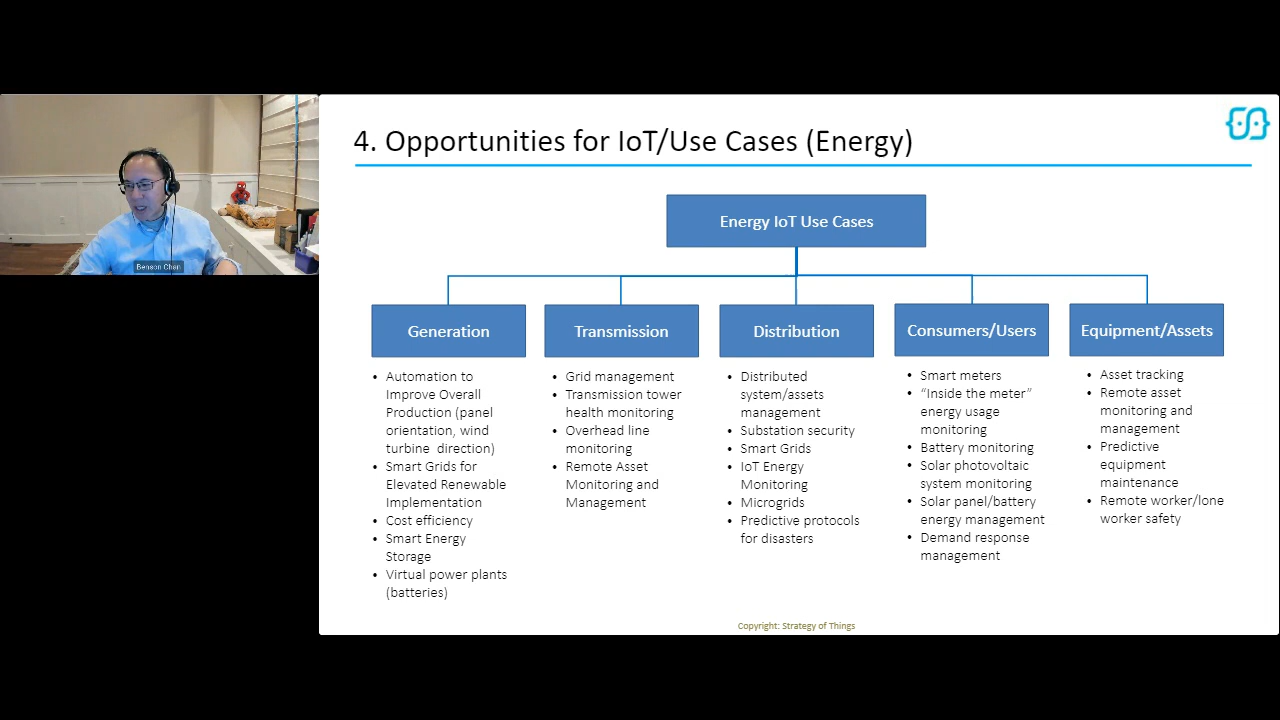 4. Opportunities for IoT/Use Cases (Energy)
Benson Chan
Energy IoT Use Cases
Generation
• Automation to
Improve Overall
Production (panel
orientation, wind
turbine direction)
• Smart Grids for
Elevated Renewable
Implementation
• Cost efficiency
• Smart Energy
Storage
• Virtual power plants
(batteries)
Transmission
• Grid management
• Transmission tower
health monitoring
• Overhead line
monitoring
• Remote Asset
Monitoring and
Management
Distribution
• Distributed
system/assets
management
• Substation security
• Smart Grids
• IoT Energy
Monitoring
• Microgrids
• Predictive protocols
for disasters
Consumers/Users
• Smart meters
• “Inside the meter”
energy usage
monitoring
• Battery monitoring
• Solar photovoltaic
system monitoring
• Solar panel/battery
energy management
• Demand response
management
Equipment/Assets
• Asset tracking
• Remote asset
monitoring and
management
• Predictive
equipment
maintenance
• Remote worker/lone
worker safety
Copyright: Strategy of Things